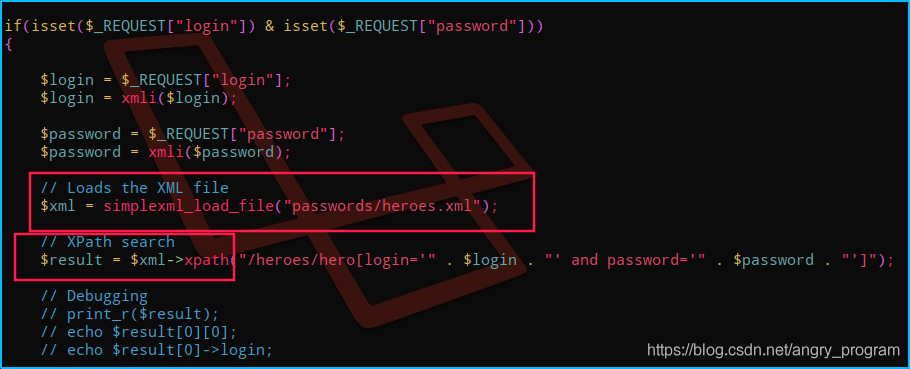 if(isset($_REQUEST["login"]) & isset($_REQUEST["password"]))
{
$login = $_REQUEST["login"];
$login = xmli($login);
$password = $_REQUEST["password"];
$password = xmli($password);
// Loads the XML file
$xml = simplexml_load_file("passwords/heroes.xml");
// XPath search
$result = $xml->xpath("/heroes/hero[login='" . $login . "' and password='" . $password . "']");
// Debugging
// print_r($result);
// echo $result[0][0];
// echo $result[0]->login;
https://blog.csdn.net/angry_program